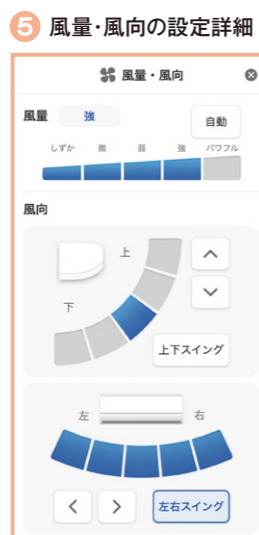 5 風量・風向の設定詳細
風量・風向
風量 強 自動
しずか 微 弱 強 パワフル
風向
上
下
上下スイング
左 右
左右スイング